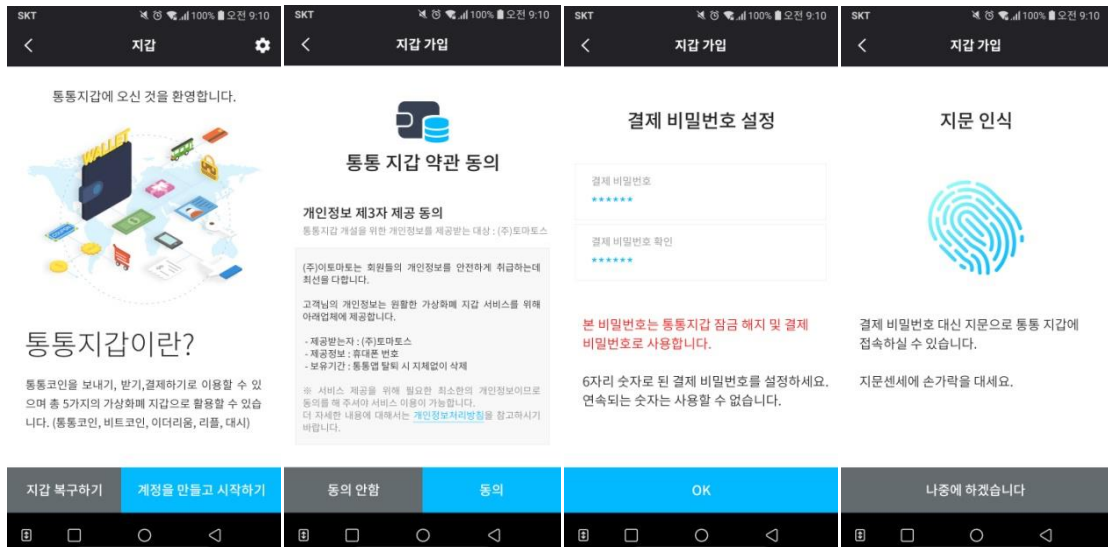 SKT 100% 오전 9:10
지갑
통통지갑에 오신 것을 환영합니다.
WALLET
COUPON
통통지갑이란?
통통코인을 보내기, 받기,결제하기로 이용할 수 있
으며 총 5가지의 가상화폐 지갑으로 활용할 수 있습
니다. (통통코인, 비트코인, 이더리움, 리플, 대시)
지갑 복구하기 계정을 만들고 시작하기
SKT 100% 오전 9:10
지갑 가입
통통 지갑 약관 동의
개인정보 제3자 제공 동의
통통지갑 개설을 위한 개인정보를 제공받는 대상 : (주)토마토스
(주)이토마토는 회원들의 개인정보를 안전하게 취급하는데
최선을 다합니다.
고객님의 개인정보는 원활한 가상화폐 지갑 서비스를 위해
아래업체에 제공합니다.
- 제공받는자 : (주)토마토스
- 제공정보 : 휴대폰 번호
- 보유기간 : 통통앱 탈퇴 시 지체없이 삭제
※ 서비스 제공을 위해 필요한 최소한의 개인정보이므로
동의를 해 주셔야 서비스 이용이 가능합니다.
더 자세한 내용에 대해서는 개인정보처리방침을 참고하시기
바랍니다.
동의 안함 동의
SKT 100% 오전 9:10
지갑 가입
결제 비밀번호 설정
결제 비밀번호
******
결제 비밀번호 확인
******
본 비밀번호는 통통지갑 잠금 해지 및 결제
비밀번호로 사용합니다.
6자리 숫자로 된 결제 비밀번호를 설정하세요.
연속되는 숫자는 사용할 수 없습니다.
OK
SKT 100% 오전 9:10
지갑 가입
지문 인식
결제 비밀번호 대신 지문으로 통통 지갑에
접속하실 수 있습니다.
지문센세에 손가락을 대세요.
나중에 하겠습니다